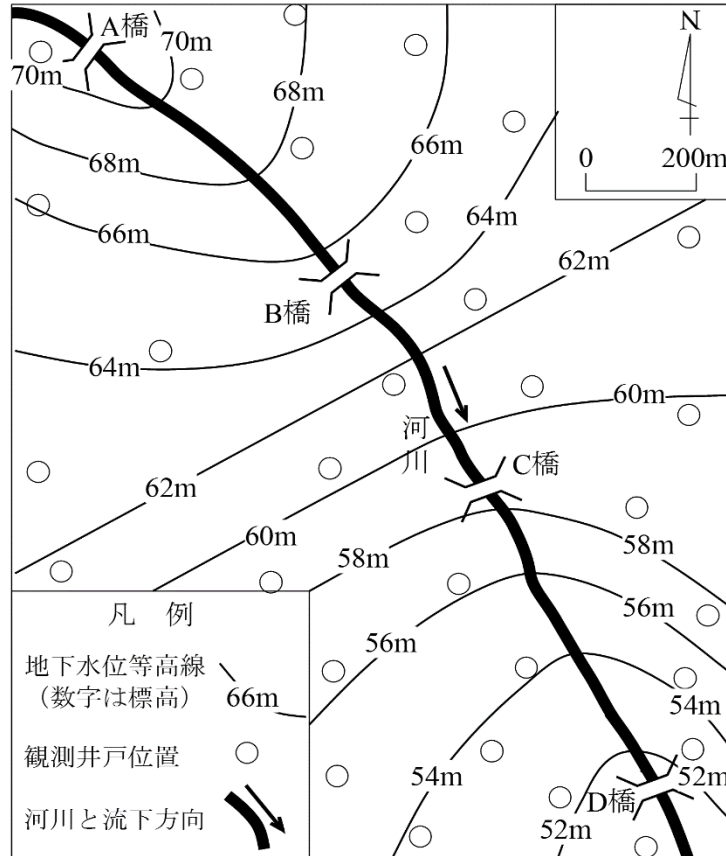 A橋
N
70m
70m
68m
0 200m
66m
68m
64m
66m
62m
B橋
64m
60m
河川
C橋
62m
60m
58m
58m
56m
56m
54m
54m
52m
D橋
52m
凡 例
地下水位等高線
(数字は標高)
66m
観測井戸位置
河川と流下方向